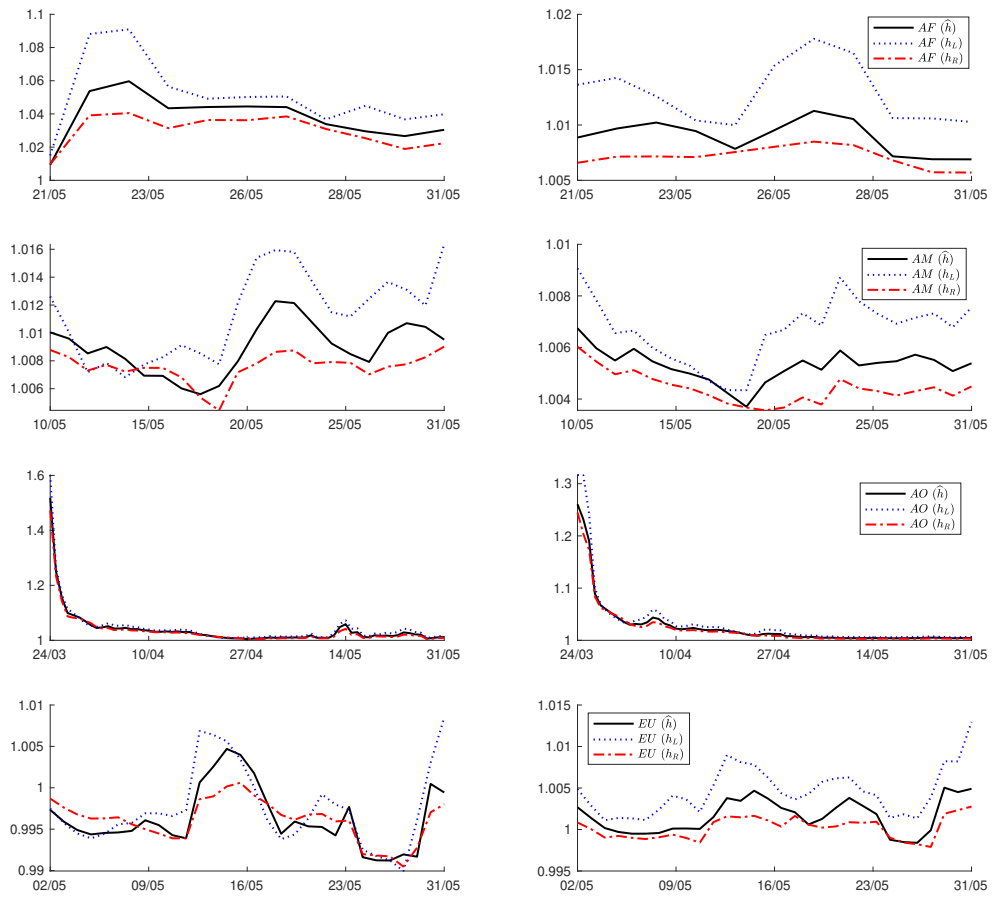 1.1
1.08
1.06
1.04
1.02
1
21/05 23/05 26/05 28/05 31/05
1.02
1.015
1.01
1.005
21/05 23/05 26/05 28/05 31/05
AF (ĥ)
AF (h_L)
AF (h_R)
1.016
1.014
1.012
1.01
1.008
1.006
10/05 15/05 20/05 25/05 31/05
1.01
1.008
1.006
1.004
10/05 15/05 20/05 25/05 31/05
AM (ĥ)
AM (h_L)
AM (h_R)
1.6
1.4
1.2
1
24/03 10/04 27/04 14/05 31/05
1.3
1.2
1.1
1
24/03 10/04 27/04 14/05 31/05
AO (ĥ)
AO (h_L)
AO (h_R)
1.01
1.005
1
0.995
0.99
02/05 09/05 16/05 23/05 31/05
1.015
1.01
1.005
1
0.995
02/05 09/05 16/05 23/05 31/05
EU (ĥ)
EU (h_L)
EU (h_R)